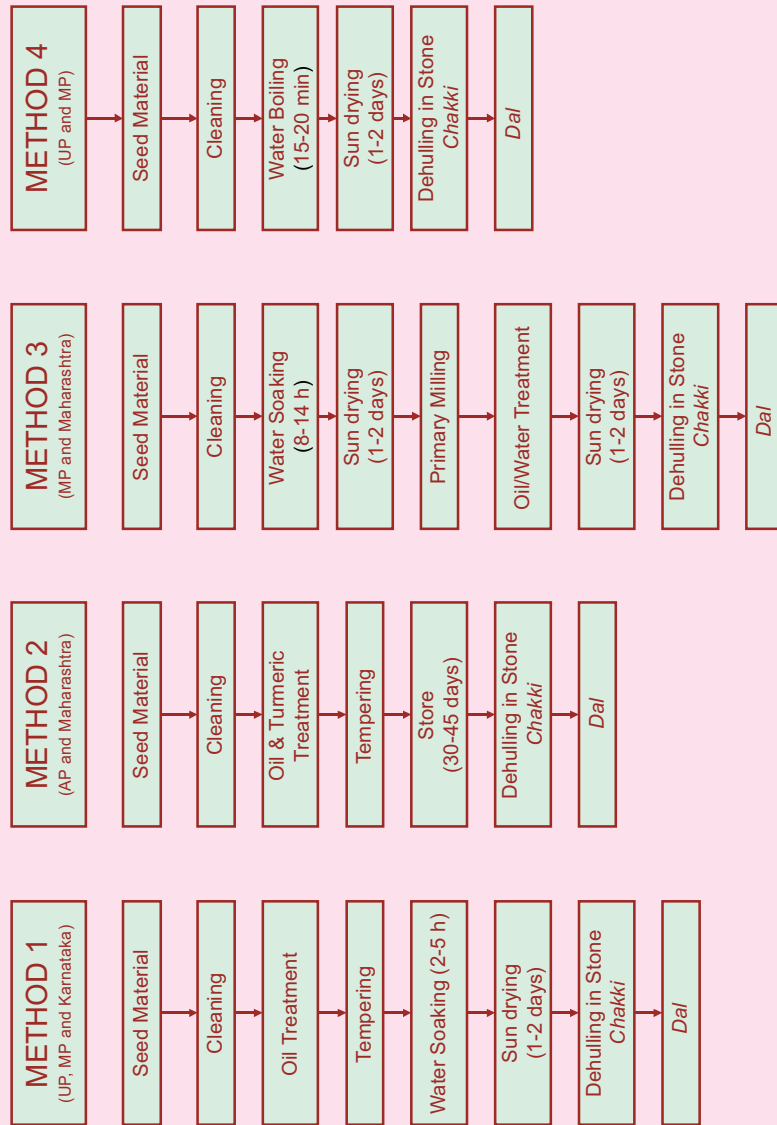 METHOD 1
(UP, MP and Karnataka)
Seed Material
Cleaning
Oil Treatment
Tempering
Water Soaking (2-5 h)
Sun drying
(1-2 days)
Dehulling in Stone
Chakki
Dal
METHOD 2
(AP and Maharashtra)
Seed Material
Cleaning
Oil & Turmeric
Treatment
Tempering
Store
(30-45 days)
Dehulling in Stone
Chakki
Dal
METHOD 3
(MP and Maharashtra)
Seed Material
Cleaning
Water Soaking
(8-14 h)
Sun drying
(1-2 days)
Primary Milling
Oil/Water Treatment
Sun drying
(1-2 days)
Dehulling in Stone
Chakki
Dal
METHOD 4
(UP and MP)
Seed Material
Cleaning
Water Boiling
(15-20 min)
Sun drying
(1-2 days)
Dehulling in Stone
Chakki
Dal